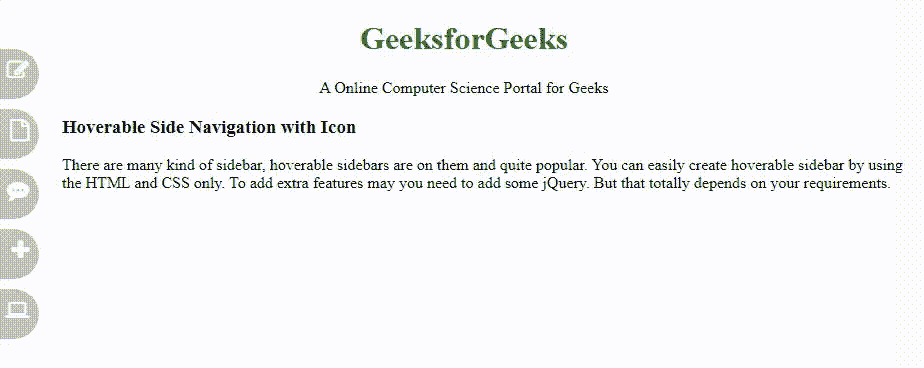 GeeksforGeeks
A Online Computer Science Portal for Geeks
Hoverable Side Navigation with Icon
There are many kind of sidebar, hoverable sidebars are on them and quite popular. You can easily create hoverable sidebar by using
the HTML and CSS only. To add extra features may you need to add some jQuery. But that totally depends on your requirements.